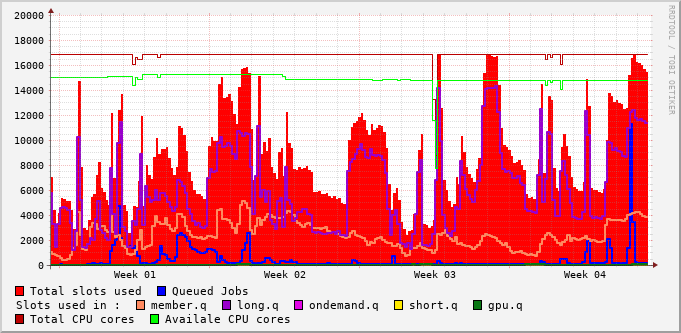 20000
18000
16000
14000
12000
10000
8000
6000
4000
2000
0
Week 01 Week 02 Week 03 Week 04
Total slots used Queued Jobs
Slots used in : member.q long.q ondemand.q short.q gpu.q
Total CPU cores Availale CPU cores
RRDTOOL / TOBI OETIKER